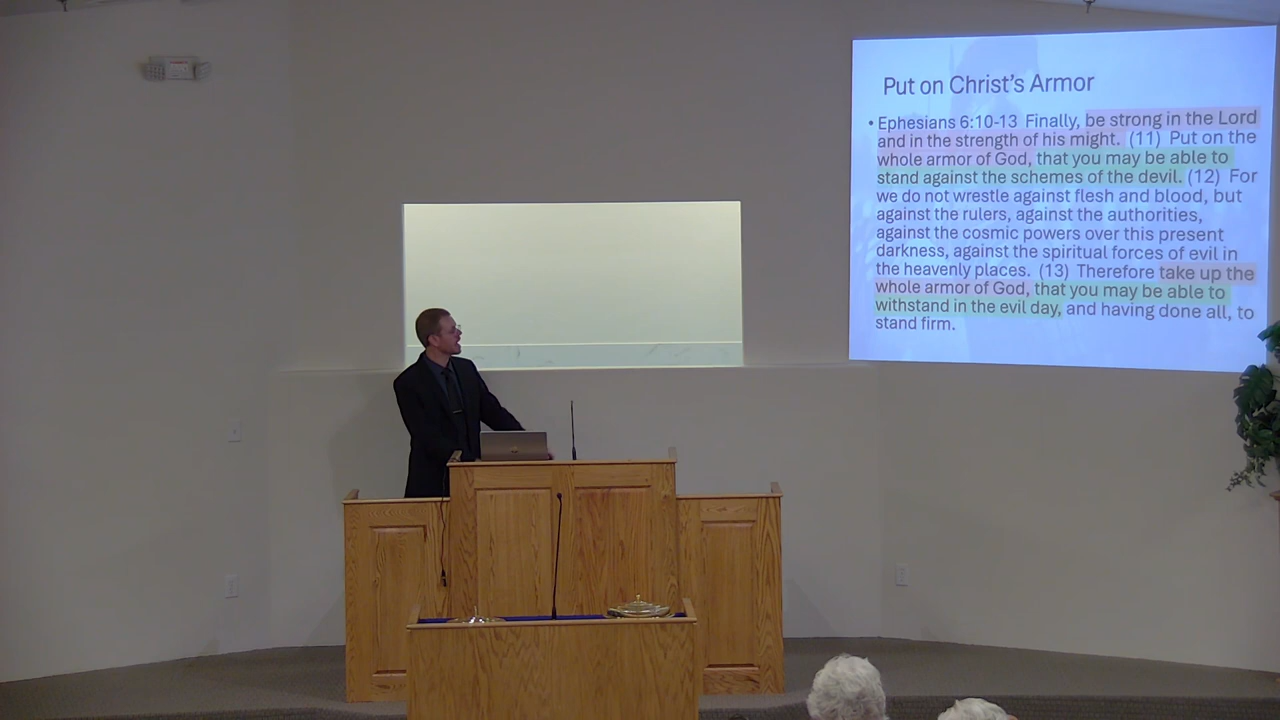 Put on Christ's Armor
• Ephesians 6:10-13 Finally, be strong in the Lord
and in the strength of his might. (11) Put on the
whole armor of God, that you may be able to
stand against the schemes of the devil. (12) For
we do not wrestle against flesh and blood, but
against the rulers, against the authorities,
against the cosmic powers over this present
darkness, against the spiritual forces of evil in
the heavenly places. (13) Therefore take up the
whole armor of God, that you may be able to
withstand in the evil day, and having done all, to
stand firm.